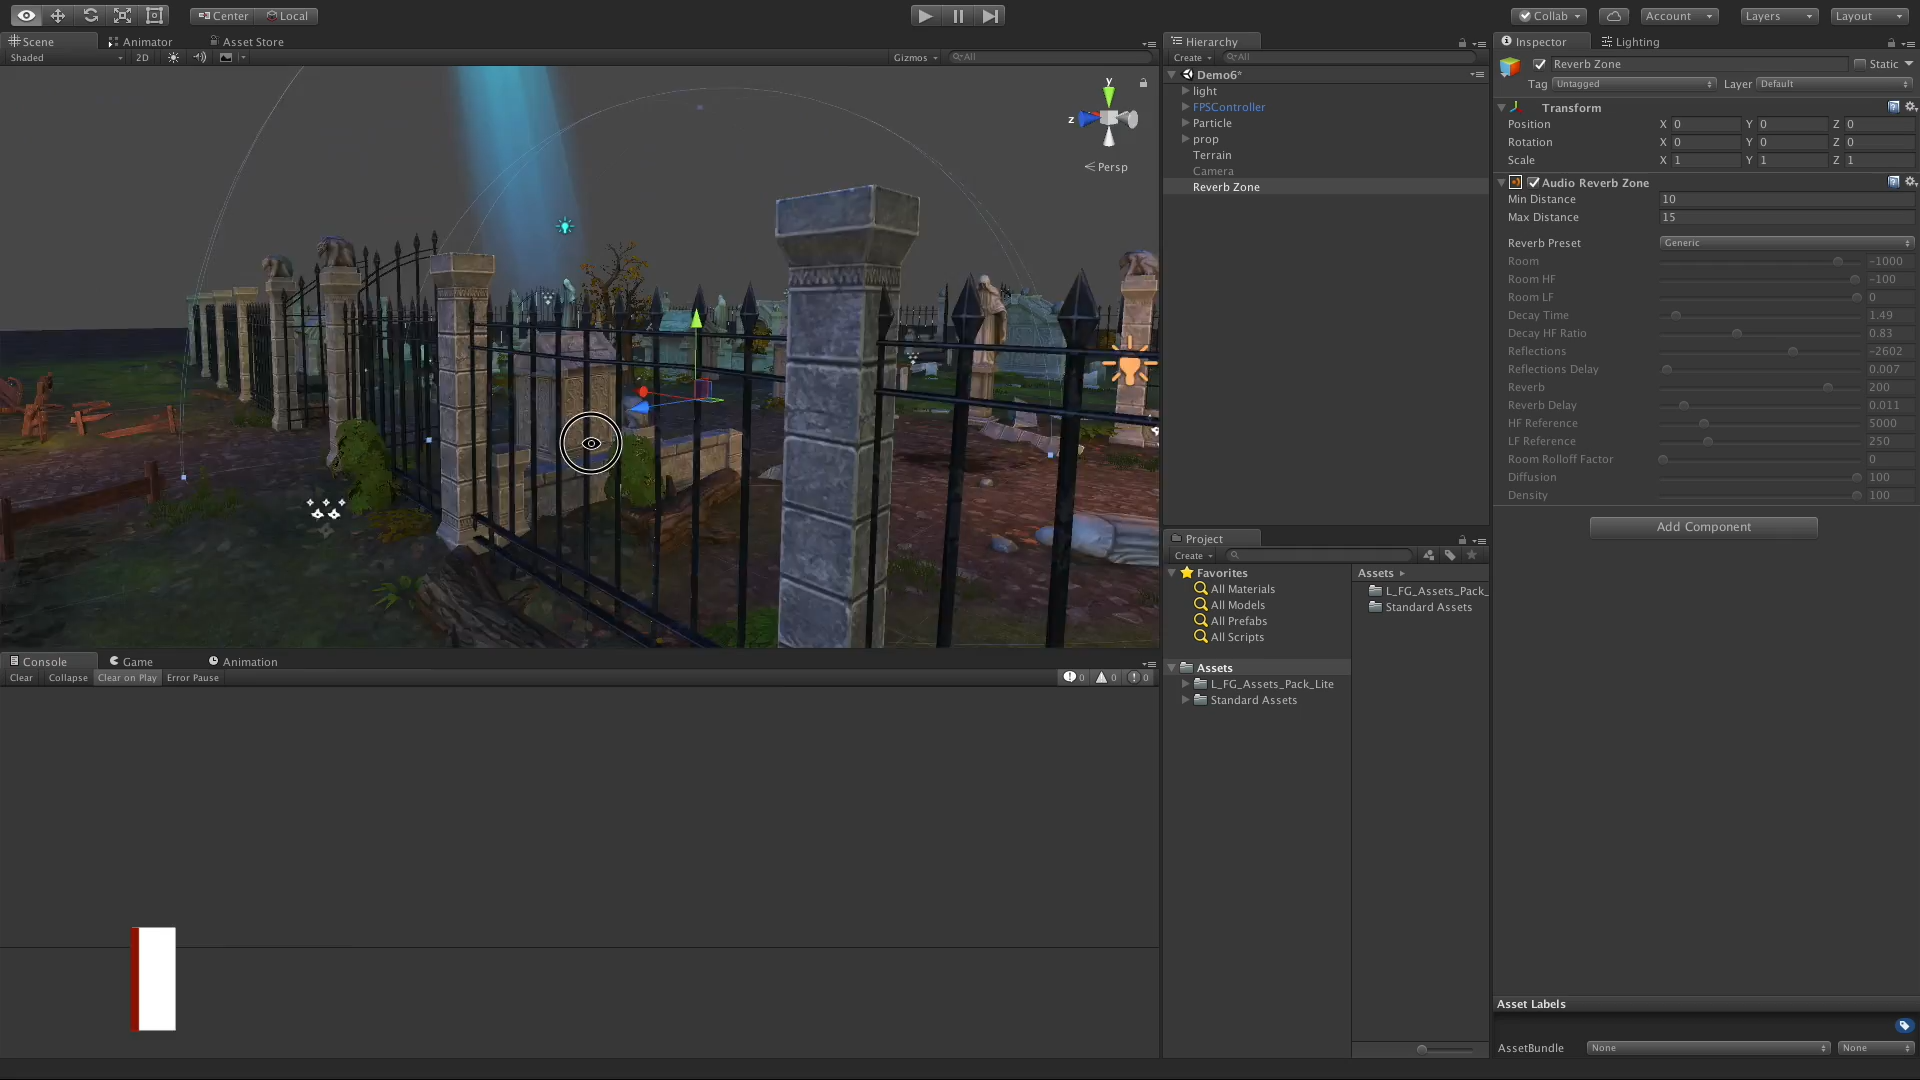 Center Local
Collab Account Layers Layout
Scene Animator Asset Store
Shaded 2D Gizmos All
y
z
Persp
Hierarchy
Create All
Demo6*
light
FPSController
Particle
prop
Terrain
Camera
Reverb Zone
Inspector Lighting
Reverb Zone Static
Tag Untagged Layer Default
Transform
Position X 0 Y 0 Z 0
Rotation X 0 Y 0 Z 0
Scale X 1 Y 1 Z 1
Audio Reverb Zone
Min Distance 10
Max Distance 15
Reverb Preset Generic
Room -1000
Room HF -100
Room LF 0
Decay Time 1.49
Decay HF Ratio 0.83
Reflections -2602
Reflections Delay 0.007
Reverb 200
Reverb Delay 0.011
HF Reference 5000
LF Reference 250
Room Rolloff Factor 0
Diffusion 100
Density 100
Add Component
Project
Create
Favorites
All Materials
All Models
All Prefabs
All Scripts
Assets
L_FG_Assets_Pack_Lite
Standard Assets
Assets
L_FG_Assets_Pack_
Standard Assets
Console Game Animation
Clear Collapse Clear on Play Error Pause 0 0 0
Asset Labels
AssetBundle None None